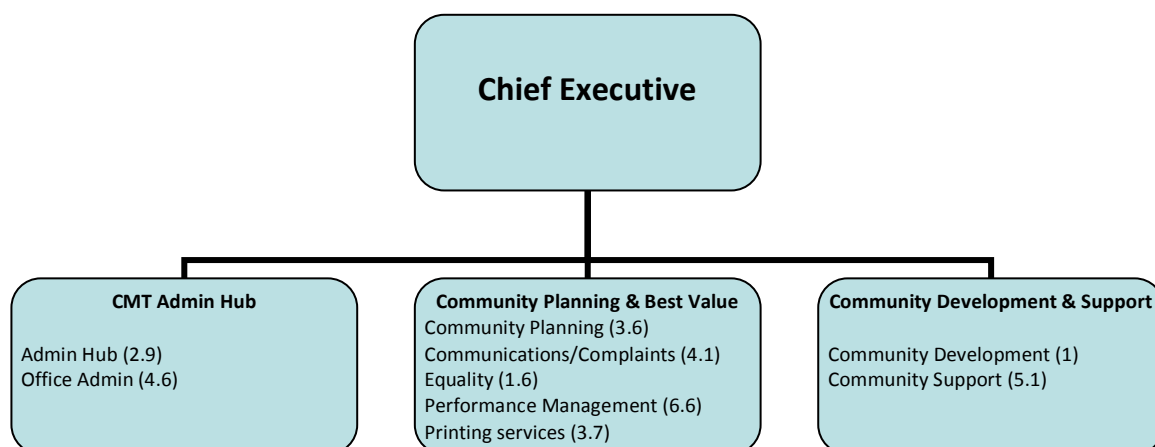 Chief Executive
CMT Admin Hub
Admin Hub (2.9)
Office Admin (4.6)
Community Planning & Best Value
Community Planning (3.6)
Communications/Complaints (4.1)
Equality (1.6)
Performance Management (6.6)
Printing services (3.7)
Community Development & Support
Community Development (1)
Community Support (5.1)